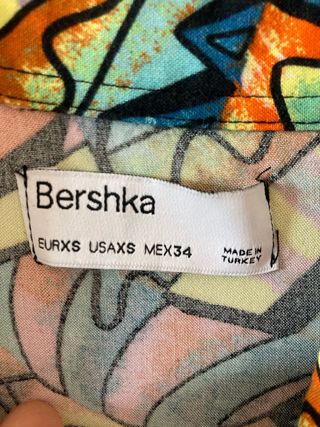 Bershka
EURXS USAXS MEX34
MADE IN
TURKEY